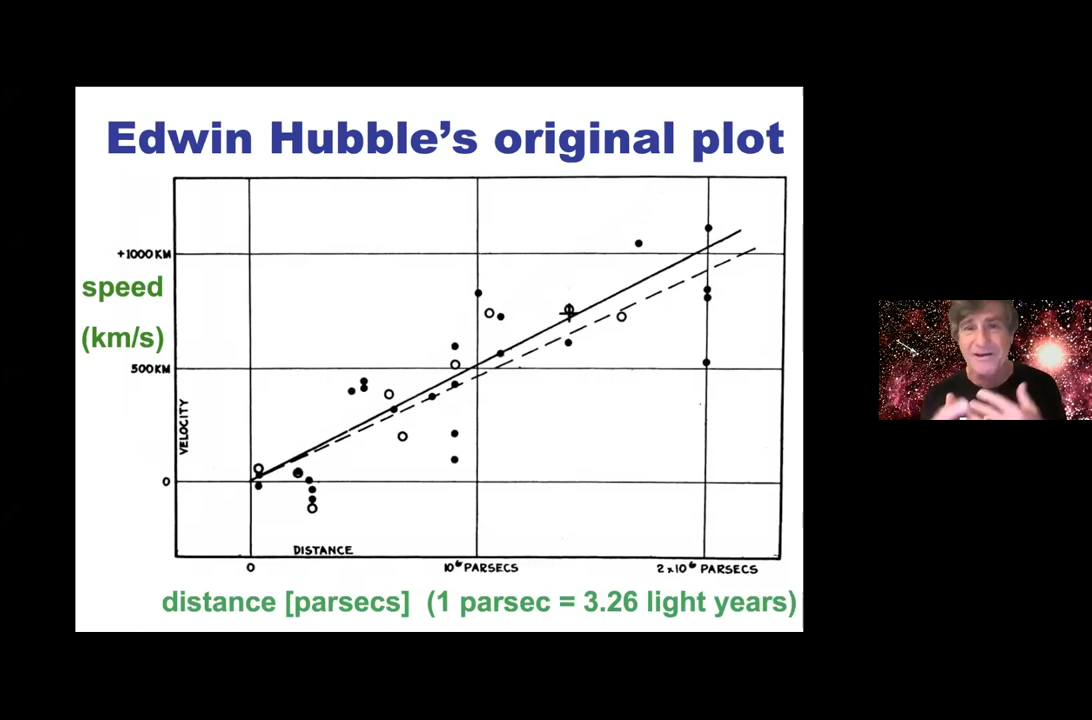 Edwin Hubble's original plot
+1000 KM
speed
(km/s)
500 KM
VELOCITY
0
DISTANCE
0
10⁶ PARSECS
2 x 10⁶ PARSECS
distance [parsecs] (1 parsec = 3.26 light years)